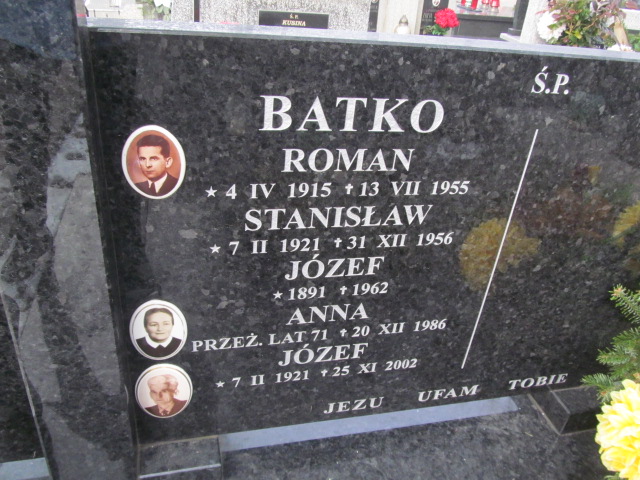 Ś. P.
KUBINA
Ś.P.
BATKO
ROMAN
★ 4 IV 1915 ✝ 13 VII 1955
STANISŁAW
★ 7 II 1921 ✝ 31 XII 1956
JÓZEF
★ 1891 ✝ 1962
ANNA
PRZEŻ. LAT 71 ✝ 20 XII 1986
JÓZEF
★ 7 II 1921 ✝ 25 XI 2002
JEZU UFAM TOBIE